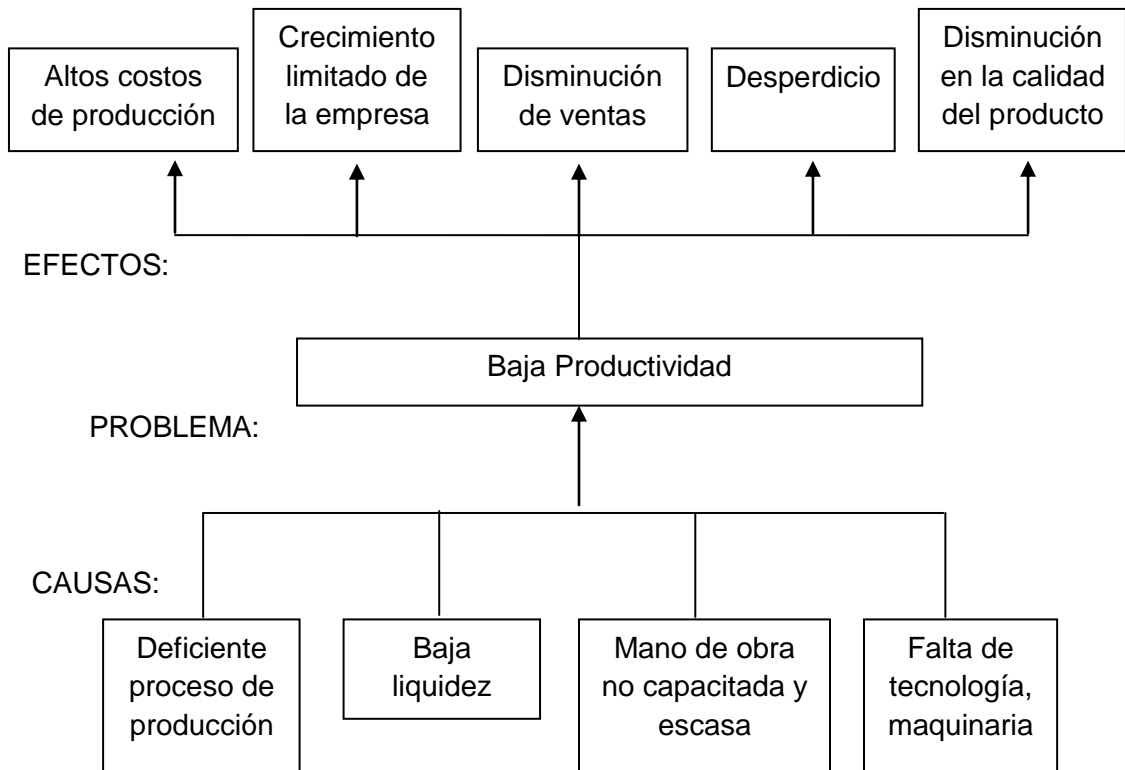 Altos costos
de producción
Crecimiento
limitado de
la empresa
Disminución
de ventas
Desperdicio
Disminución
en la calidad
del producto
EFECTOS:
Baja Productividad
PROBLEMA:
CAUSAS:
Deficiente
proceso de
producción
Baja
liquidez
Mano de obra
no capacitada y
escasa
Falta de
tecnología,
maquinaria